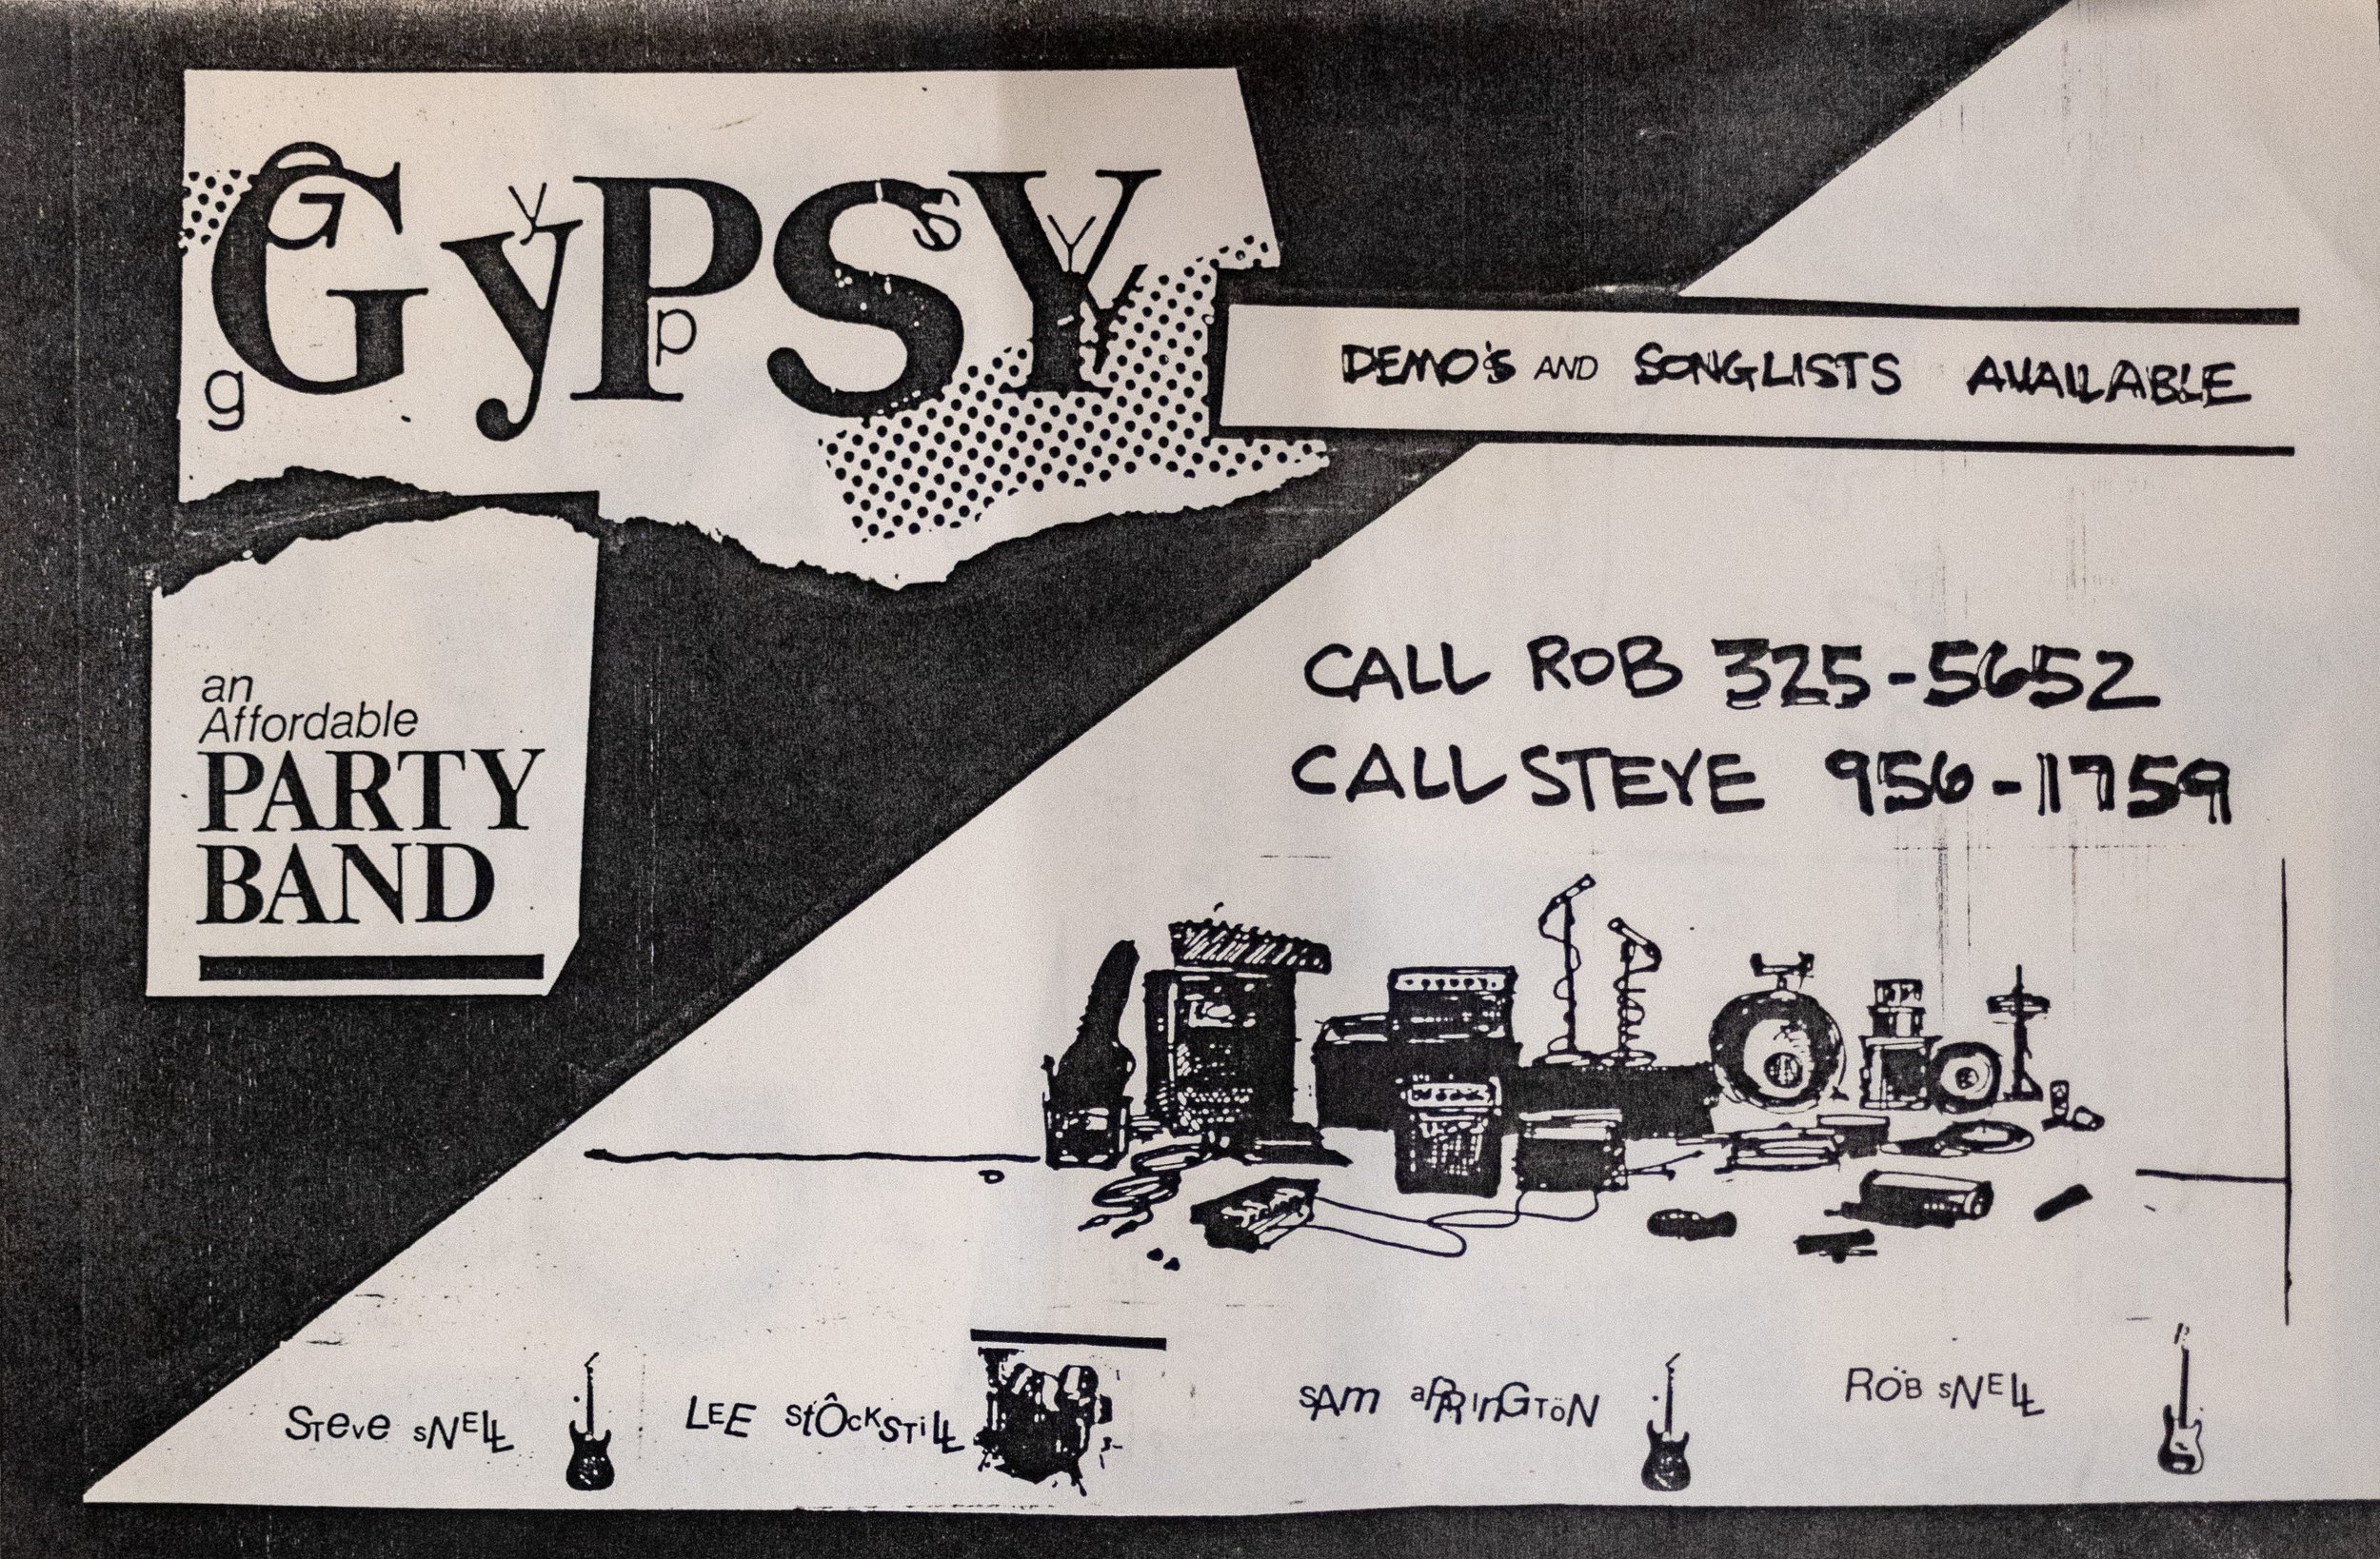 GyPSY
DEMO'S AND SONGLISTS AVAILABLE
an
Affordable
PARTY
BAND
CALL ROB 325-5652
CALL STEVE 956-1759
STeve sNELL
LEE stÔcKSTiLL
sAm aRRinGTöN
RÖB sNELL